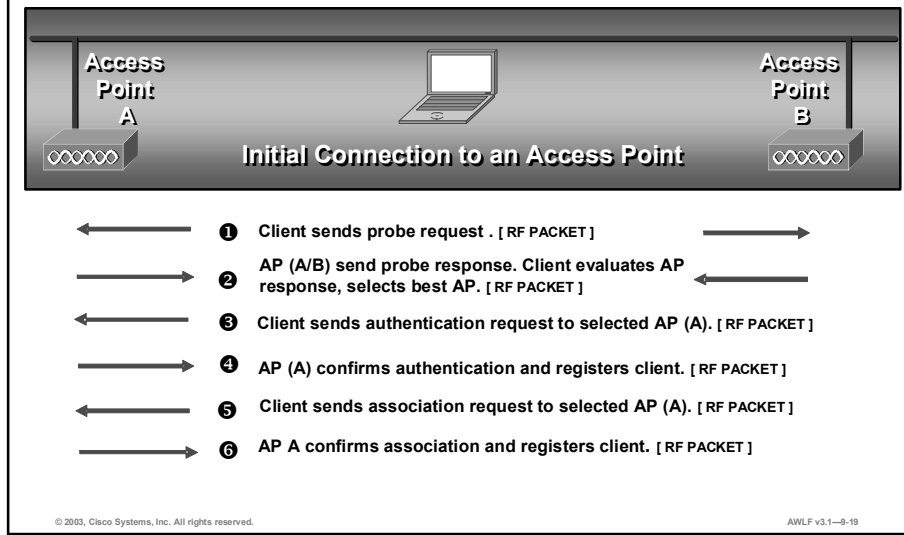 Access
Point
A
Access
Point
B
Initial Connection to an Access Point
❶ Client sends probe request . [ RF PACKET ]
❷ AP (A/B) send probe response. Client evaluates AP
response, selects best AP. [ RF PACKET ]
❸ Client sends authentication request to selected AP (A). [ RF PACKET ]
❹ AP (A) confirms authentication and registers client. [ RF PACKET ]
❺ Client sends association request to selected AP (A). [ RF PACKET ]
❻ AP A confirms association and registers client. [ RF PACKET ]
© 2003, Cisco Systems, Inc. All rights reserved.
AWLF v3.1—9-19